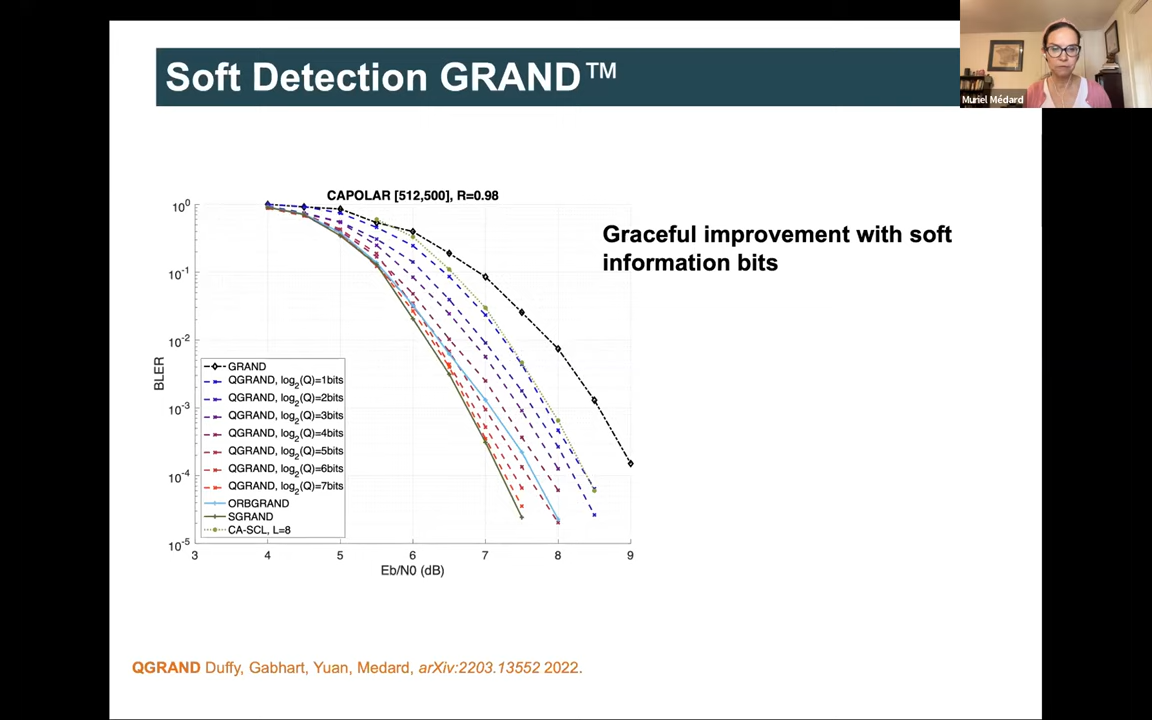 Soft Detection GRAND™
Muriel Médard
CAPOLAR [512,500], R=0.98
Graceful improvement with soft
information bits
10^0
10^-1
10^-2
10^-3
10^-4
10^-5
BLER
GRAND
QGRAND, log2(Q)=1bits
QGRAND, log2(Q)=2bits
QGRAND, log2(Q)=3bits
QGRAND, log2(Q)=4bits
QGRAND, log2(Q)=5bits
QGRAND, log2(Q)=6bits
QGRAND, log2(Q)=7bits
ORBGRAND
SGRAND
CA-SCL, L=8
3 4 5 6 7 8 9
Eb/N0 (dB)
QGRAND Duffy, Gabhart, Yuan, Medard, arXiv:2203.13552 2022.